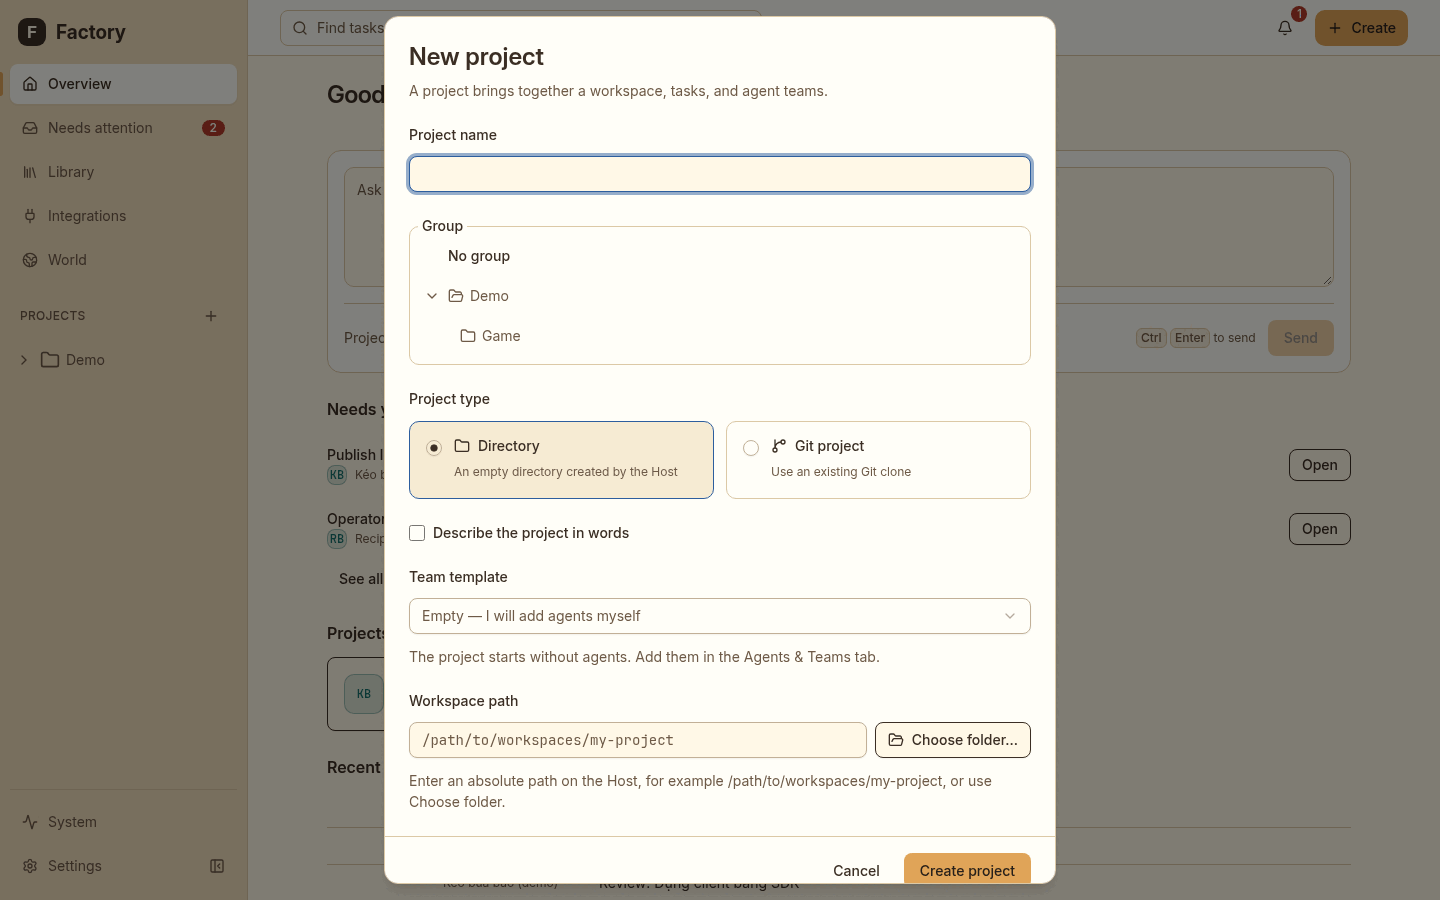 F Factory
Overview
Needs attention 2
Library
Integrations
World
PROJECTS
Demo
System
Settings
Find tasks
1
Create
Good
Ask
Projec
Ctrl Enter to send
Send
Needs y
Publish
KB Kéo b
Open
Operator
RB Recip
Open
See all
Projects
KB
Recent
New project
A project brings together a workspace, tasks, and agent teams.
Project name
Group
No group
Demo
Game
Project type
Directory
An empty directory created by the Host
Git project
Use an existing Git clone
Describe the project in words
Team template
Empty — I will add agents myself
The project starts without agents. Add them in the Agents & Teams tab.
Workspace path
/path/to/workspaces/my-project
Choose folder...
Enter an absolute path on the Host, for example /path/to/workspaces/my-project, or use
Choose folder.
Cancel
Create project